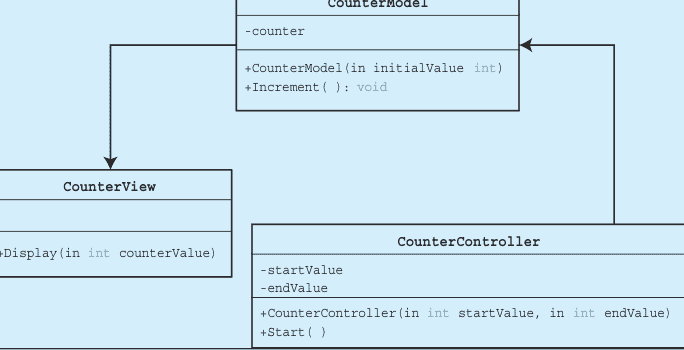 CounterModel
-counter
+CounterModel(in initialValue int)
+Increment( ): void
CounterView
+Display(in int counterValue)
CounterController
-startValue
-endValue
+CounterController(in int startValue, in int endValue)
+Start( )